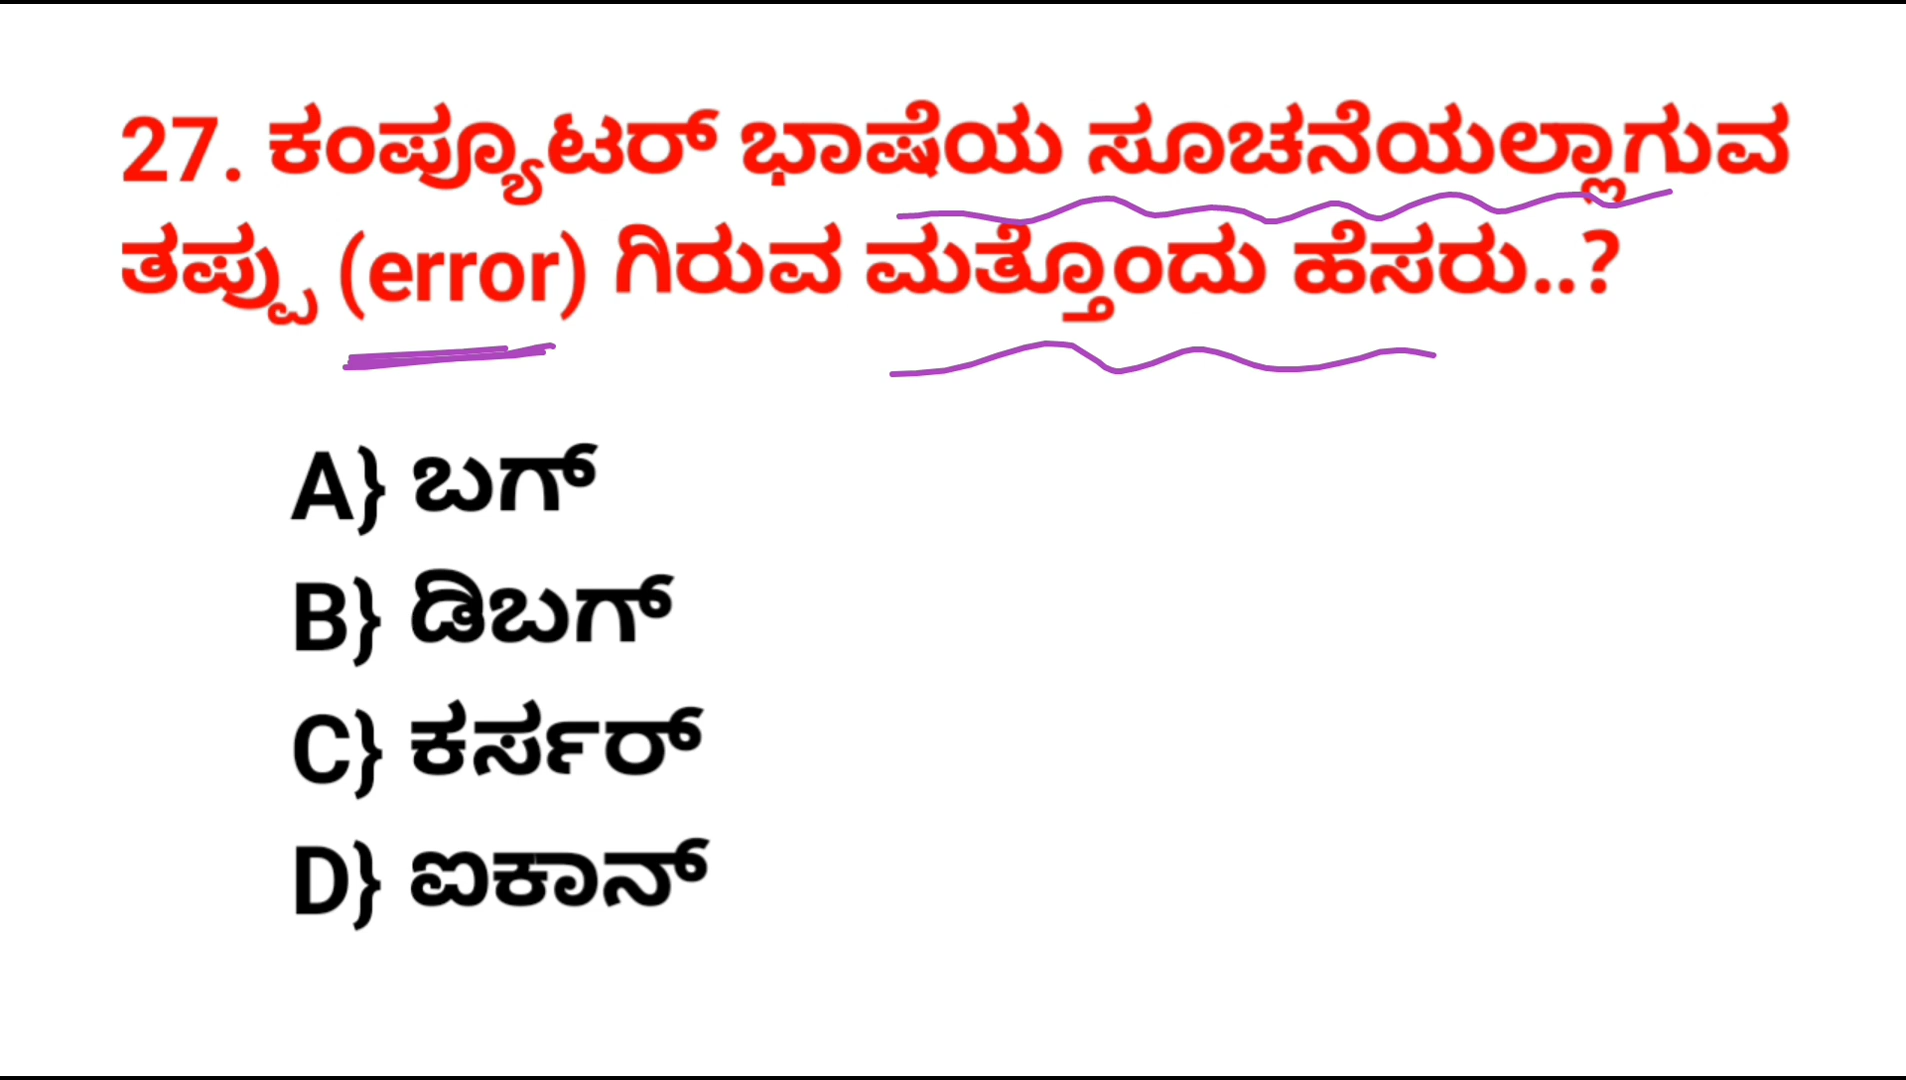 27. ಕಂಪ್ಯೂಟರ್ ಭಾಷೆಯ ಸೂಚನೆಯಲ್ಲಾಗುವ
ತಪ್ಪು (error) ಗಿರುವ ಮತ್ತೊಂದು ಹೆಸರು..?
A} ಬಗ್
B} ಡಿಬಗ್
C} ಕರ್ಸರ್
D} ಐಕಾನ್